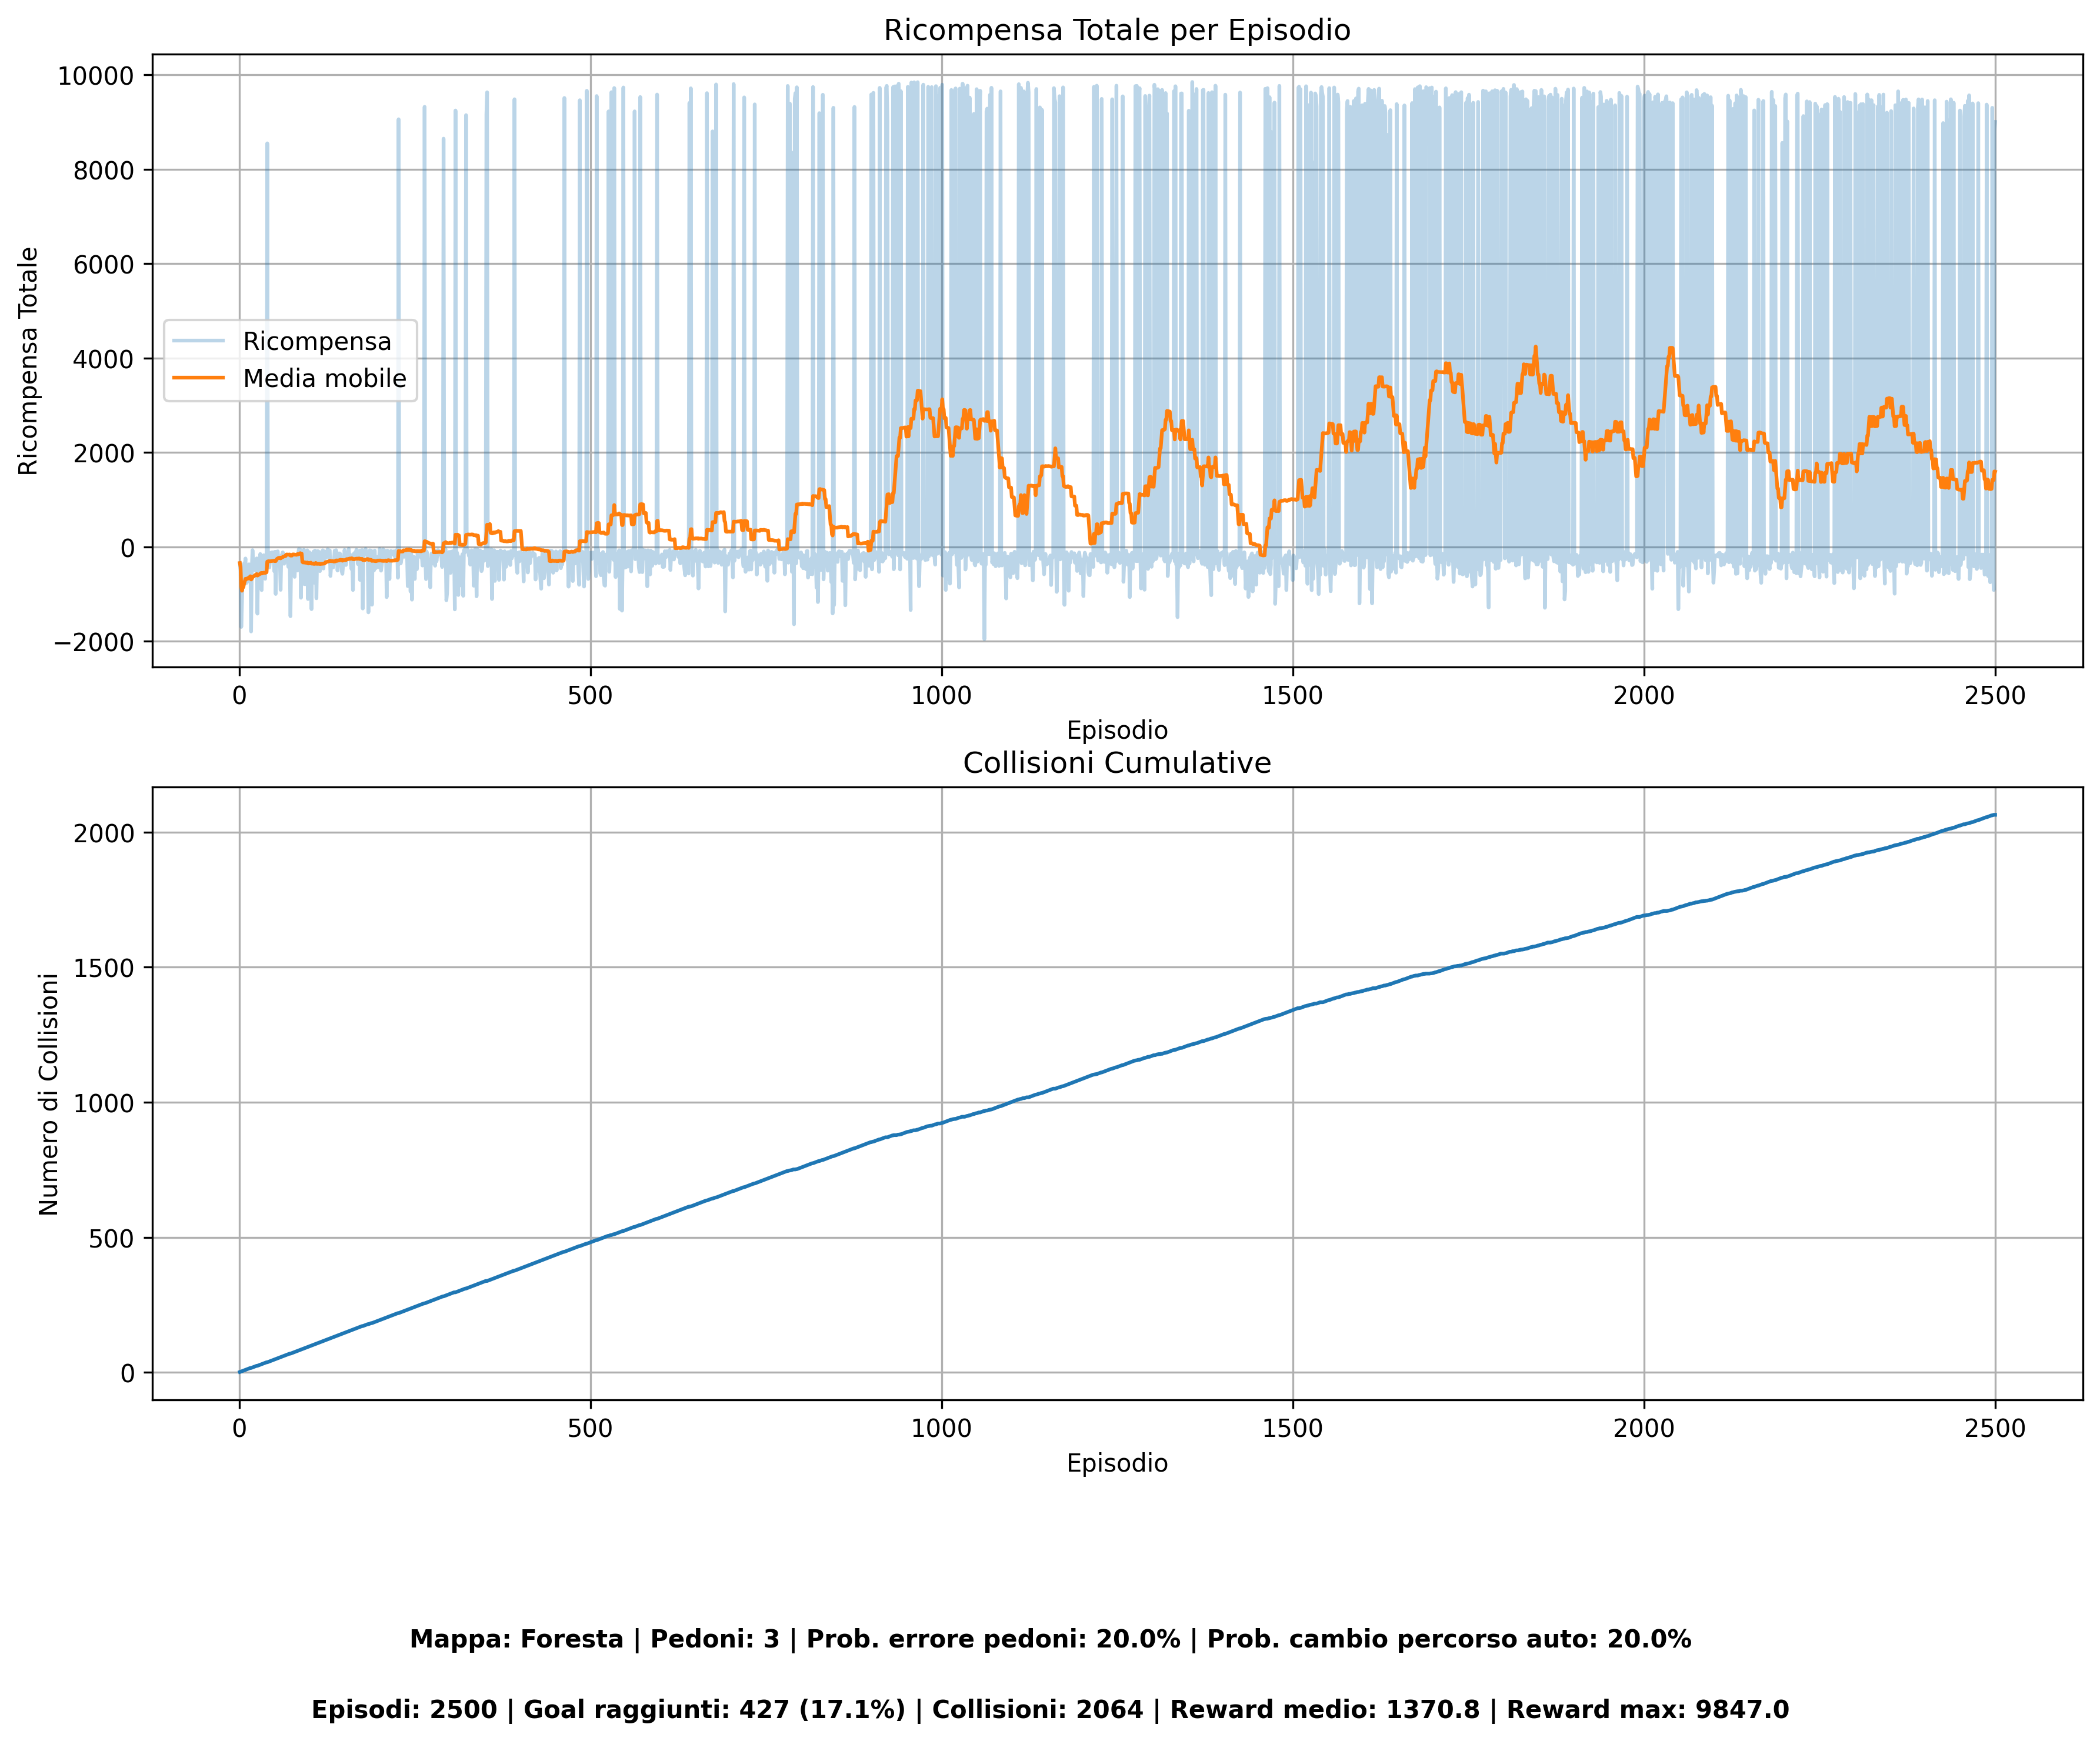 Ricompensa Totale per Episodio
10000
8000
6000
4000
2000
0
−2000
Ricompensa Totale
Ricompensa
Media mobile
0 500 1000 1500 2000 2500
Episodio
Collisioni Cumulative
2000
1500
1000
500
0
Numero di Collisioni
0 500 1000 1500 2000 2500
Episodio
Mappa: Foresta | Pedoni: 3 | Prob. errore pedoni: 20.0% | Prob. cambio percorso auto: 20.0%
Episodi: 2500 | Goal raggiunti: 427 (17.1%) | Collisioni: 2064 | Reward medio: 1370.8 | Reward max: 9847.0